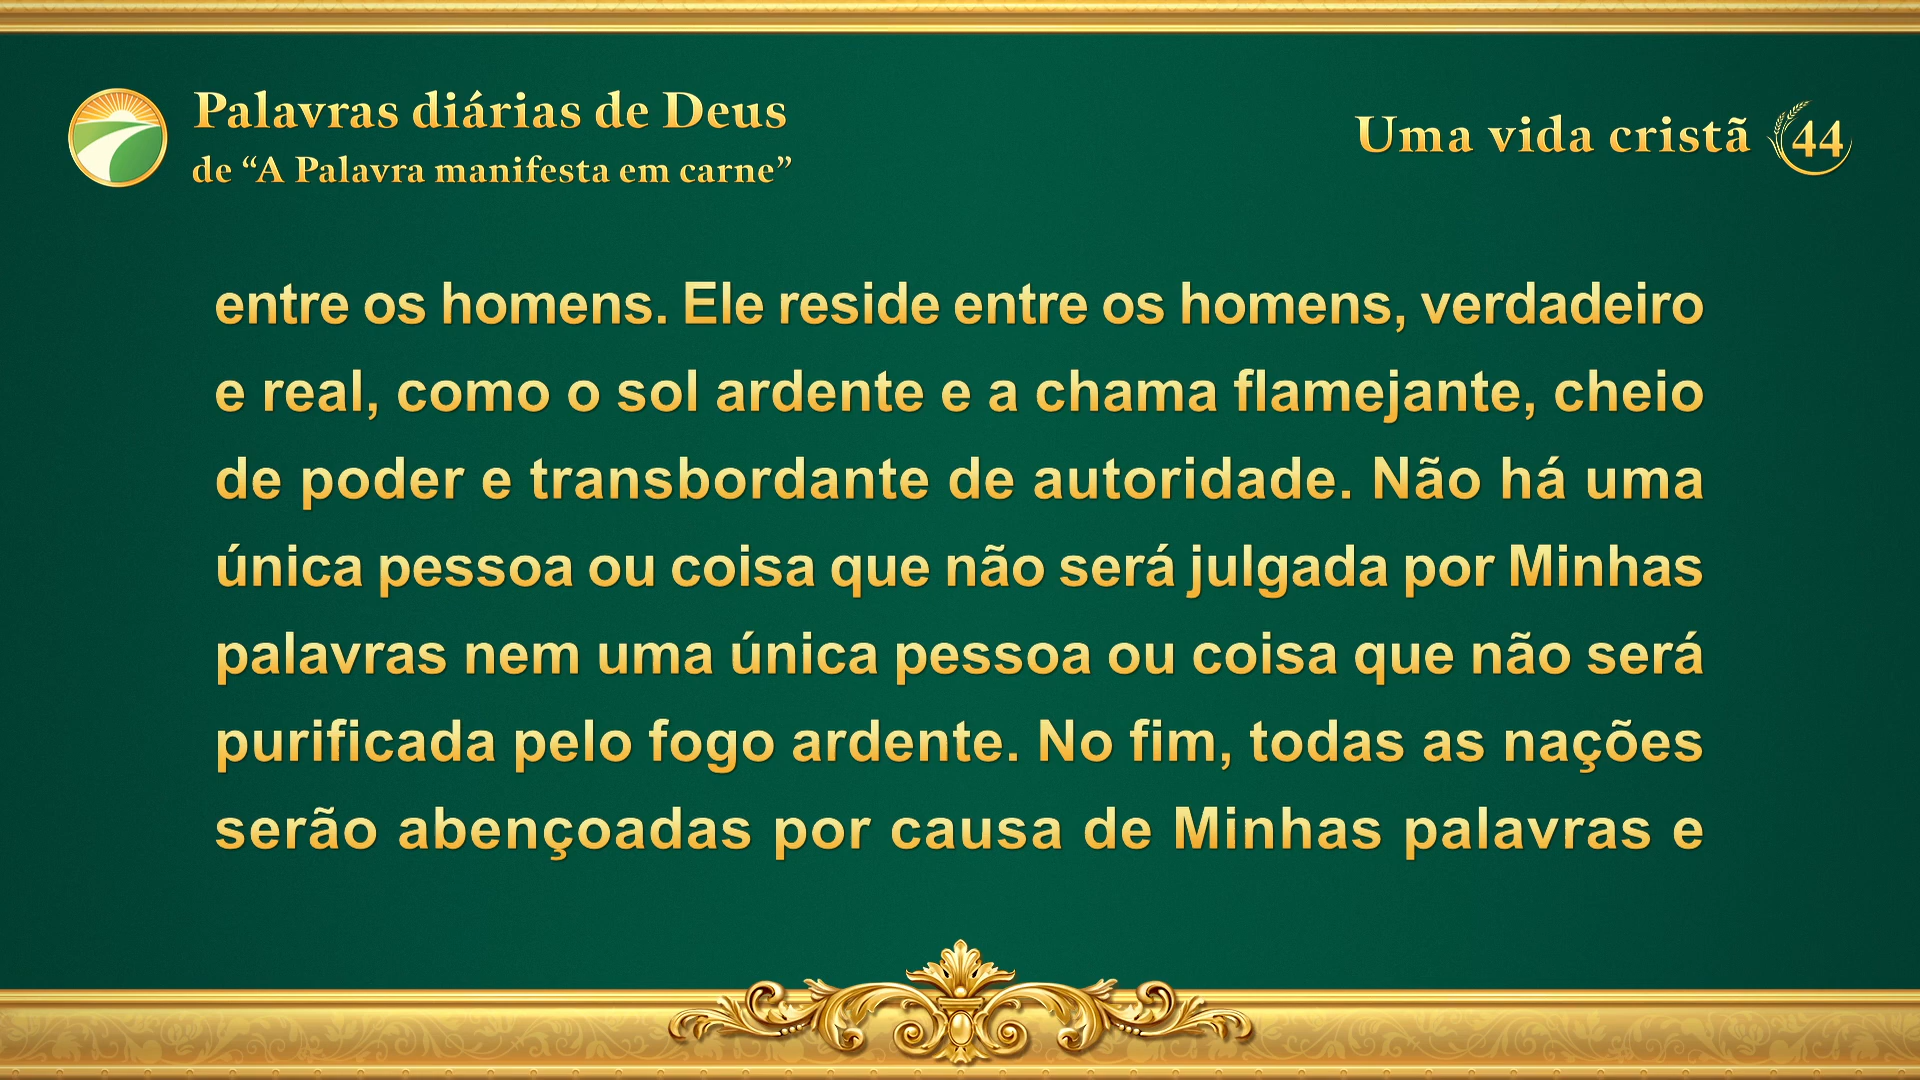 Palavras diárias de Deus
de “A Palavra manifesta em carne”
Uma vida cristã 44
entre os homens. Ele reside entre os homens, verdadeiro
e real, como o sol ardente e a chama flamejante, cheio
de poder e transbordante de autoridade. Não há uma
única pessoa ou coisa que não será julgada por Minhas
palavras nem uma única pessoa ou coisa que não será
purificada pelo fogo ardente. No fim, todas as nações
serão abençoadas por causa de Minhas palavras e